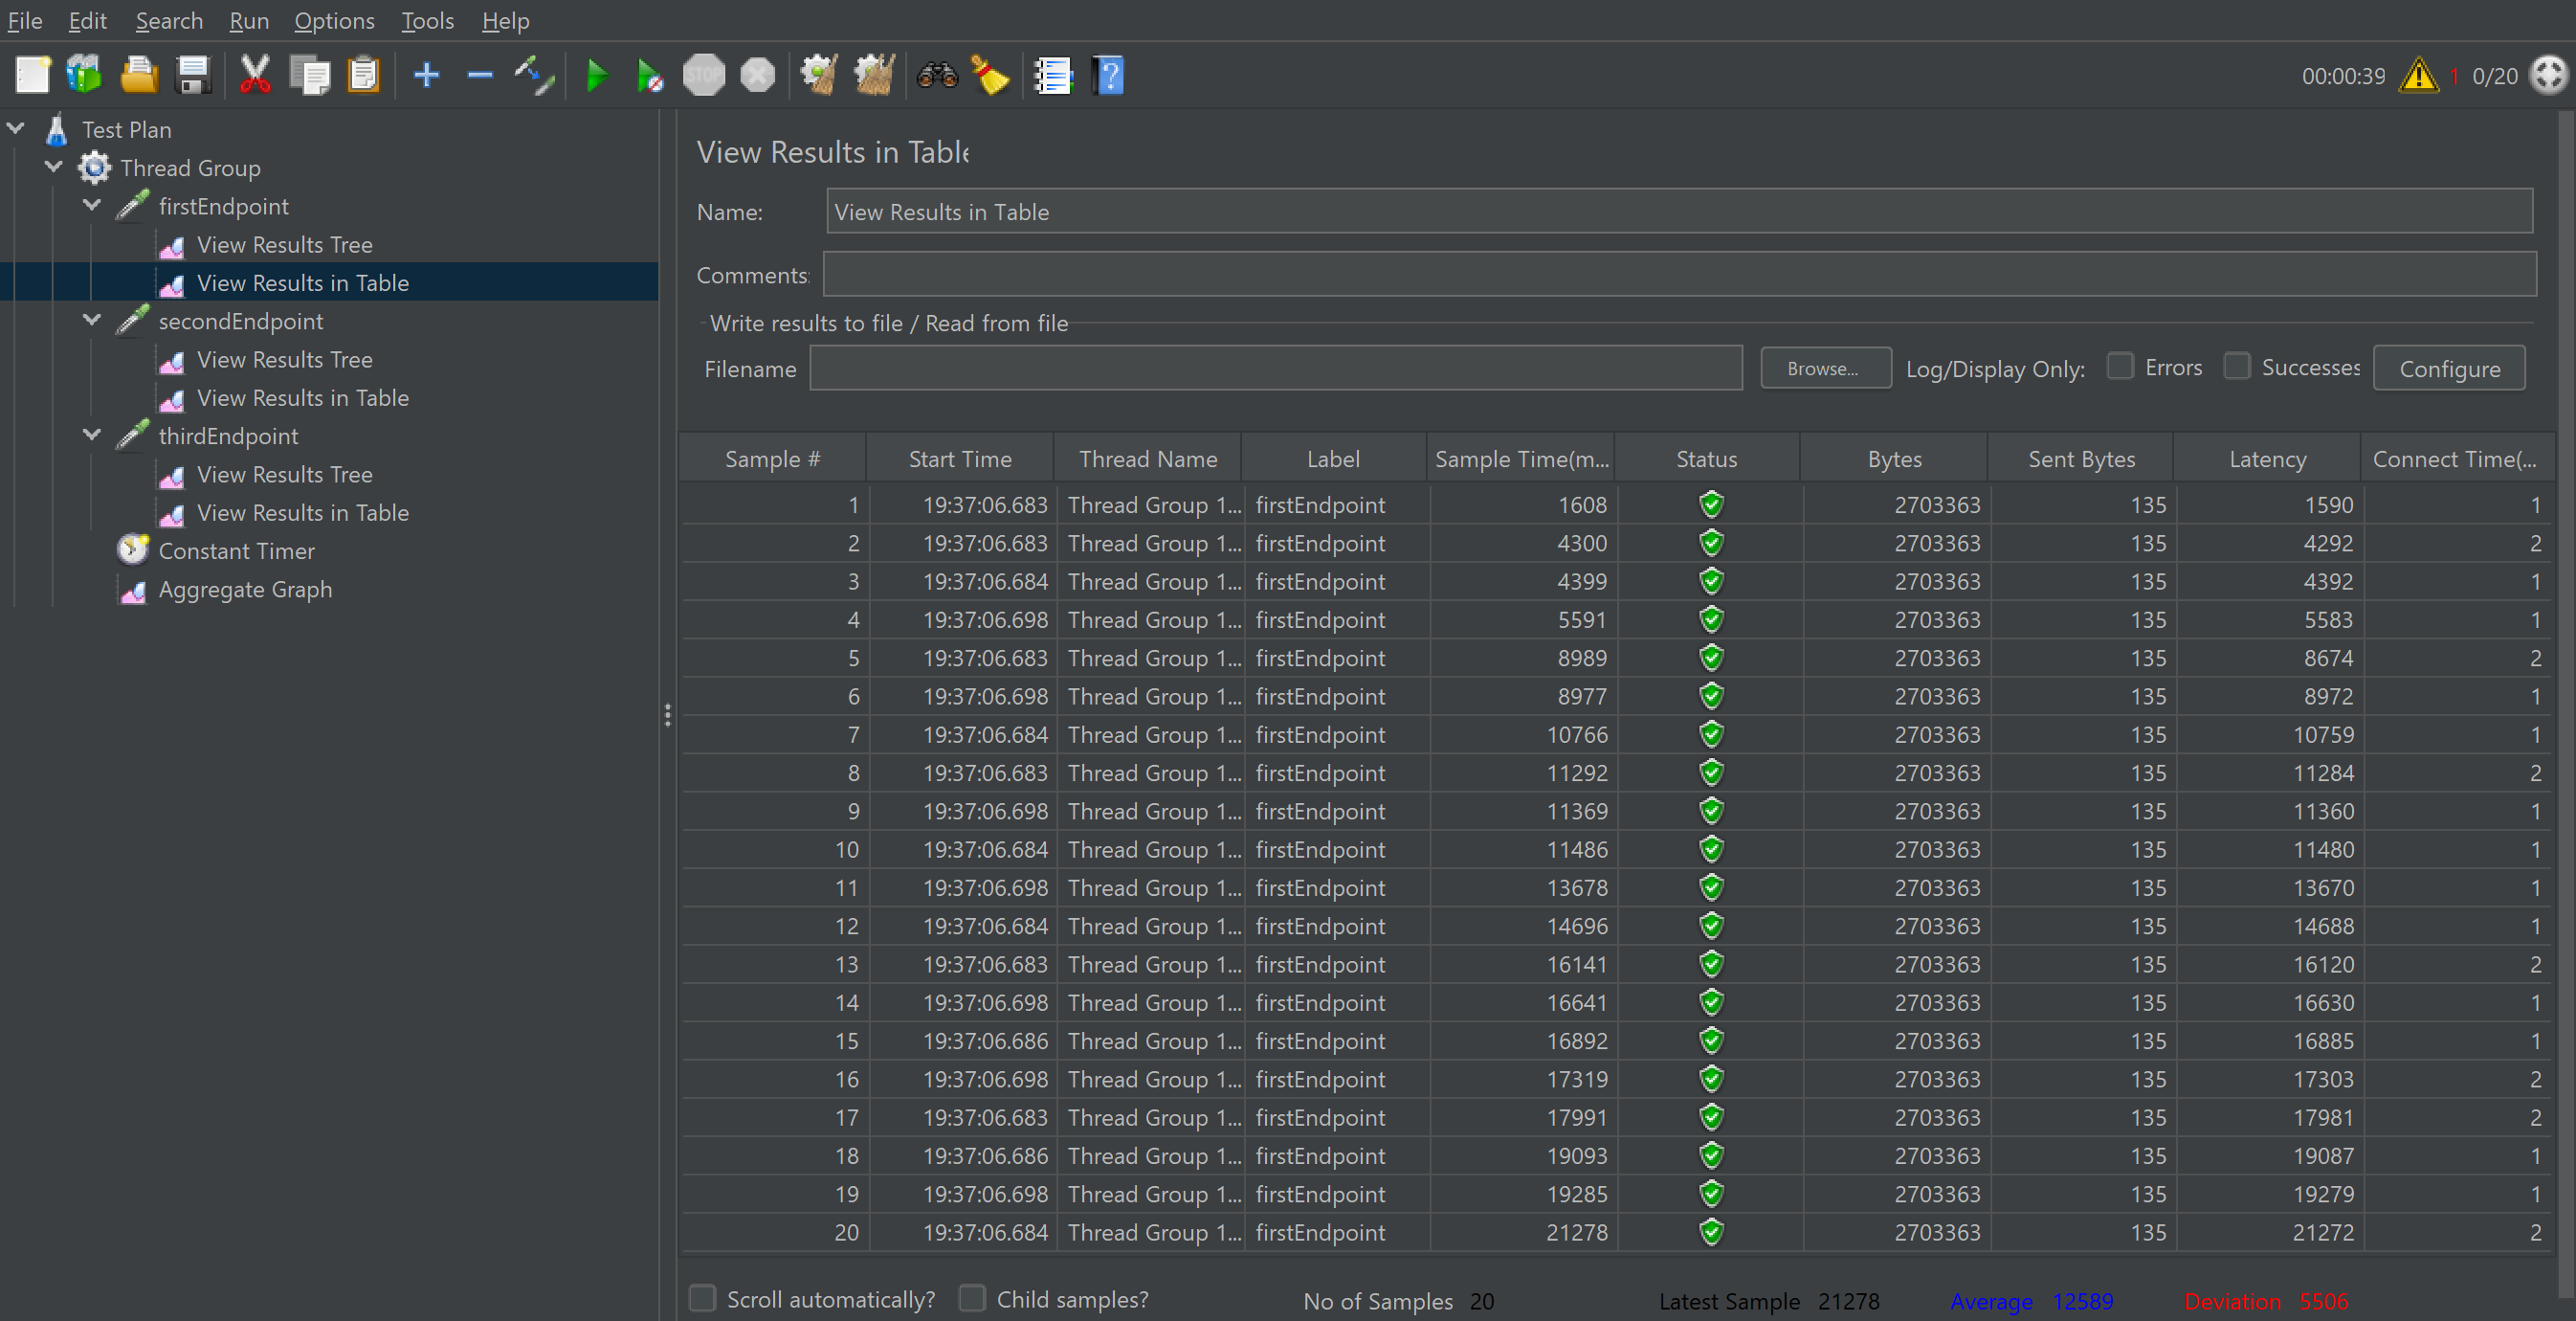 File Edit Search Run Options Tools Help
STOP
00:00:39 1 0/20
Test Plan
Thread Group
firstEndpoint
View Results Tree
View Results in Table
secondEndpoint
View Results Tree
View Results in Table
thirdEndpoint
View Results Tree
View Results in Table
Constant Timer
Aggregate Graph
View Results in Table
Name: View Results in Table
Comments:
Write results to file / Read from file
Filename Browse... Log/Display Only: Errors Successes Configure
Sample # Start Time Thread Name Label Sample Time(m... Status Bytes Sent Bytes Latency Connect Time(...
1 19:37:06.683 Thread Group 1... firstEndpoint 1608 2703363 135 1590 1
2 19:37:06.683 Thread Group 1... firstEndpoint 4300 2703363 135 4292 2
3 19:37:06.684 Thread Group 1... firstEndpoint 4399 2703363 135 4392 1
4 19:37:06.698 Thread Group 1... firstEndpoint 5591 2703363 135 5583 1
5 19:37:06.683 Thread Group 1... firstEndpoint 8989 2703363 135 8674 2
6 19:37:06.698 Thread Group 1... firstEndpoint 8977 2703363 135 8972 1
7 19:37:06.684 Thread Group 1... firstEndpoint 10766 2703363 135 10759 1
8 19:37:06.683 Thread Group 1... firstEndpoint 11292 2703363 135 11284 2
9 19:37:06.698 Thread Group 1... firstEndpoint 11369 2703363 135 11360 1
10 19:37:06.684 Thread Group 1... firstEndpoint 11486 2703363 135 11480 1
11 19:37:06.698 Thread Group 1... firstEndpoint 13678 2703363 135 13670 1
12 19:37:06.684 Thread Group 1... firstEndpoint 14696 2703363 135 14688 1
13 19:37:06.683 Thread Group 1... firstEndpoint 16141 2703363 135 16120 2
14 19:37:06.698 Thread Group 1... firstEndpoint 16641 2703363 135 16630 1
15 19:37:06.686 Thread Group 1... firstEndpoint 16892 2703363 135 16885 1
16 19:37:06.698 Thread Group 1... firstEndpoint 17319 2703363 135 17303 2
17 19:37:06.683 Thread Group 1... firstEndpoint 17991 2703363 135 17981 2
18 19:37:06.686 Thread Group 1... firstEndpoint 19093 2703363 135 19087 1
19 19:37:06.698 Thread Group 1... firstEndpoint 19285 2703363 135 19279 1
20 19:37:06.684 Thread Group 1... firstEndpoint 21278 2703363 135 21272 2
Scroll automatically? Child samples? No of Samples 20 Latest Sample 21278 Average 12589 Deviation 5506